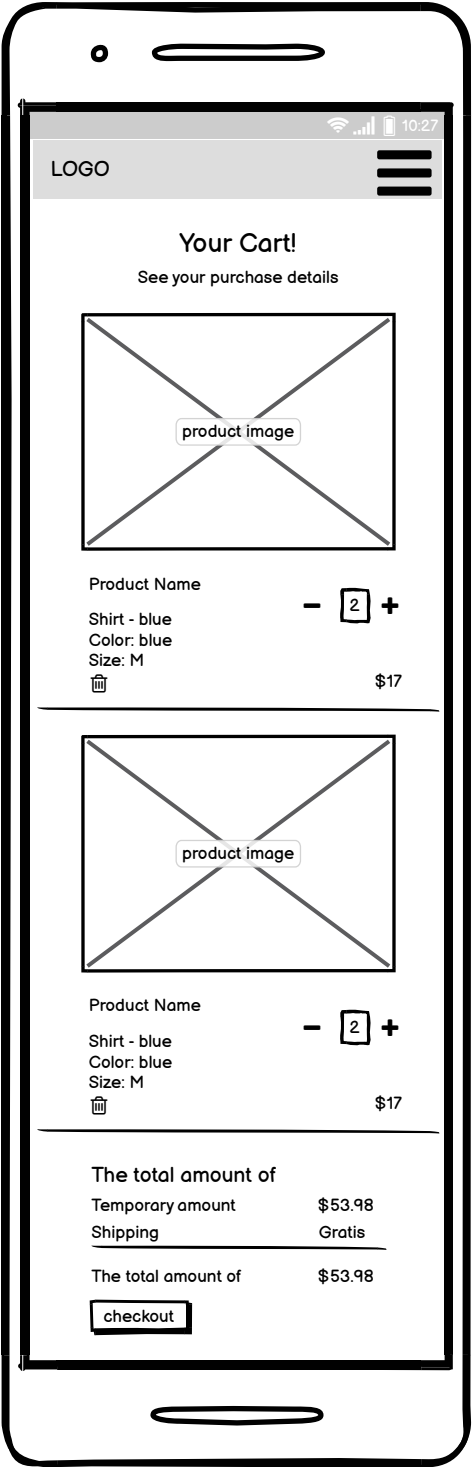 10:27
LOGO
Your Cart!
See your purchase details
product image
Product Name
2
Shirt - blue
Color: blue
Size: M
$17
product image
Product Name
2
Shirt - blue
Color: blue
Size: M
$17
The total amount of
Temporary amount $53.98
Shipping Gratis
The total amount of $53.98
checkout